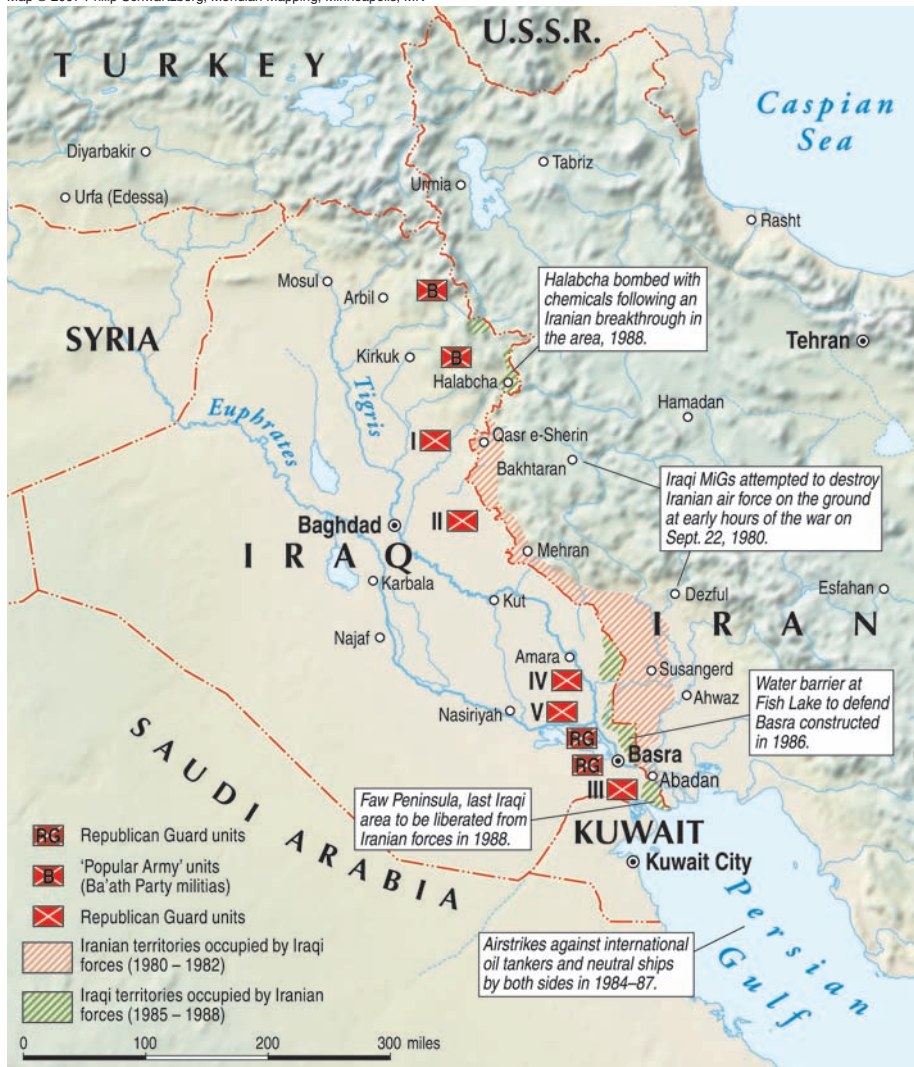 Map © 2007 Philip Schwartzberg, Meridian Mapping, Minneapolis, MN
U.S.S.R.
TURKEY
Caspian
Sea
Diyarbakir
Tabriz
Urmia
Urfa (Edessa)
Rasht
Mosul
Arbil
B
Halabcha bombed with
chemicals following an
Iranian breakthrough in
the area, 1988.
SYRIA
Tehran
Kirkuk
B
Halabcha
Tigris
Euphrates
Hamadan
I
Qasr e-Sherin
Bakhtaran
Iraqi MiGs attempted to destroy
Iranian air force on the ground
at early hours of the war on
Sept. 22, 1980.
II
Baghdad
IRAQ
Mehran
Karbala
Kut
Dezful
Esfahan
IRAN
Najaf
Amara
Susangerd
IV
Ahwaz
Water barrier at
Fish Lake to defend
Basra constructed
in 1986.
Nasiriyah
V
RG
Basra
RG
Abadan
III
Faw Peninsula, last Iraqi
area to be liberated from
Iranian forces in 1988.
KUWAIT
Kuwait City
SAUDI ARABIA
Persian
Gulf
Airstrikes against international
oil tankers and neutral ships
by both sides in 1984–87.
RG Republican Guard units
B 'Popular Army' units
(Ba'ath Party militias)
Republican Guard units
Iranian territories occupied by Iraqi
forces (1980 – 1982)
Iraqi territories occupied by Iranian
forces (1985 – 1988)
0 100 200 300 miles